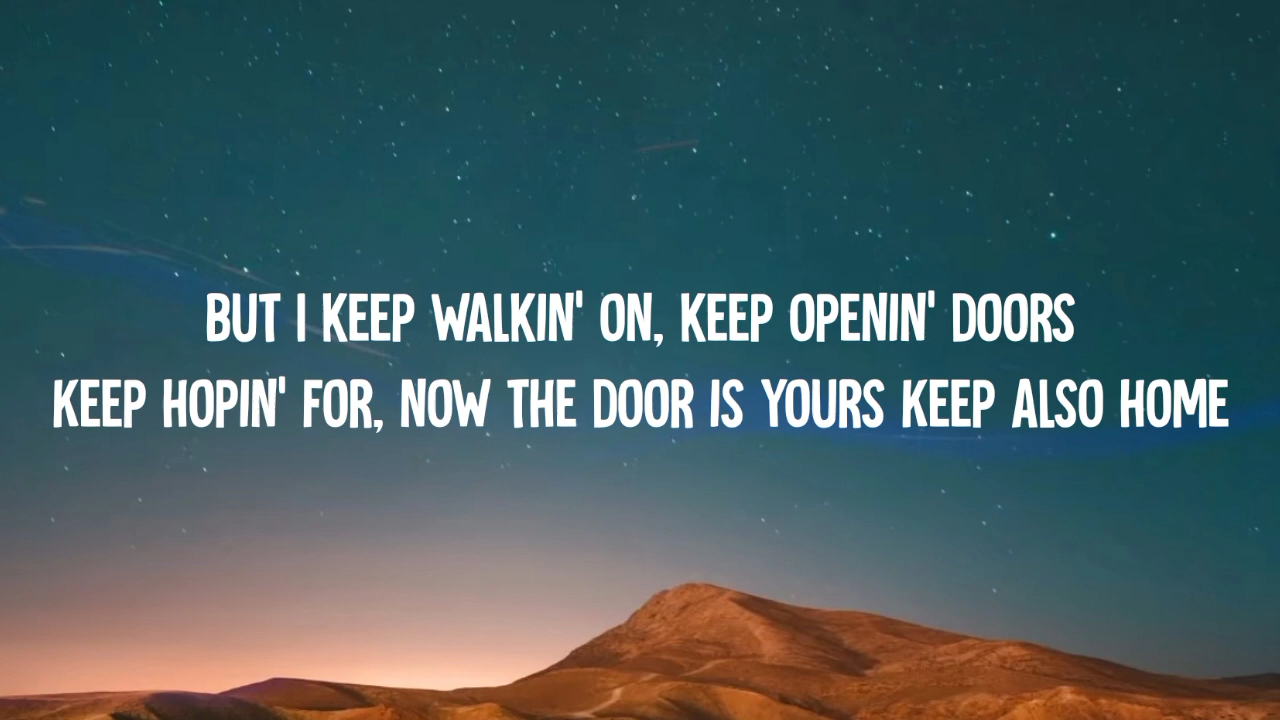 BUT I KEEP WALKIN' ON, KEEP OPENIN' DOORS
KEEP HOPIN' FOR, NOW THE DOOR IS YOURS KEEP ALSO HOME